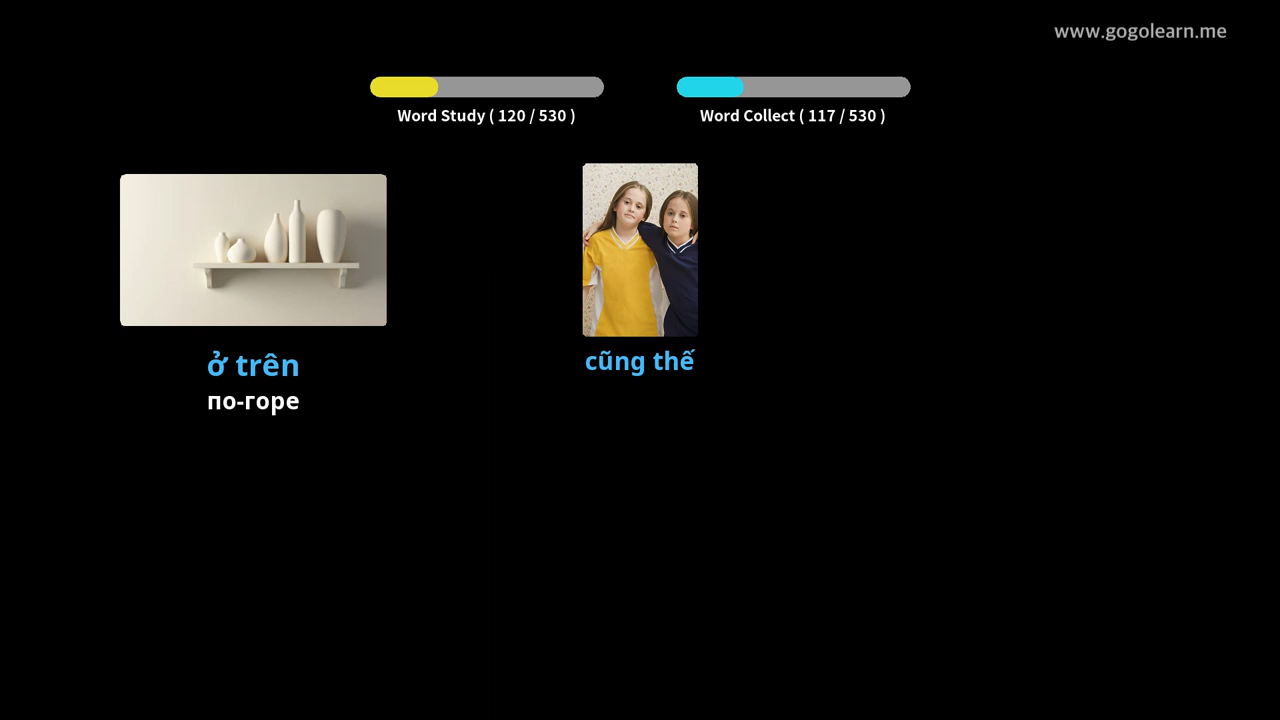 www.gogolearn.me
Word Study ( 120 / 530 )
Word Collect ( 117 / 530 )
ở trên
по-горе
cũng thế